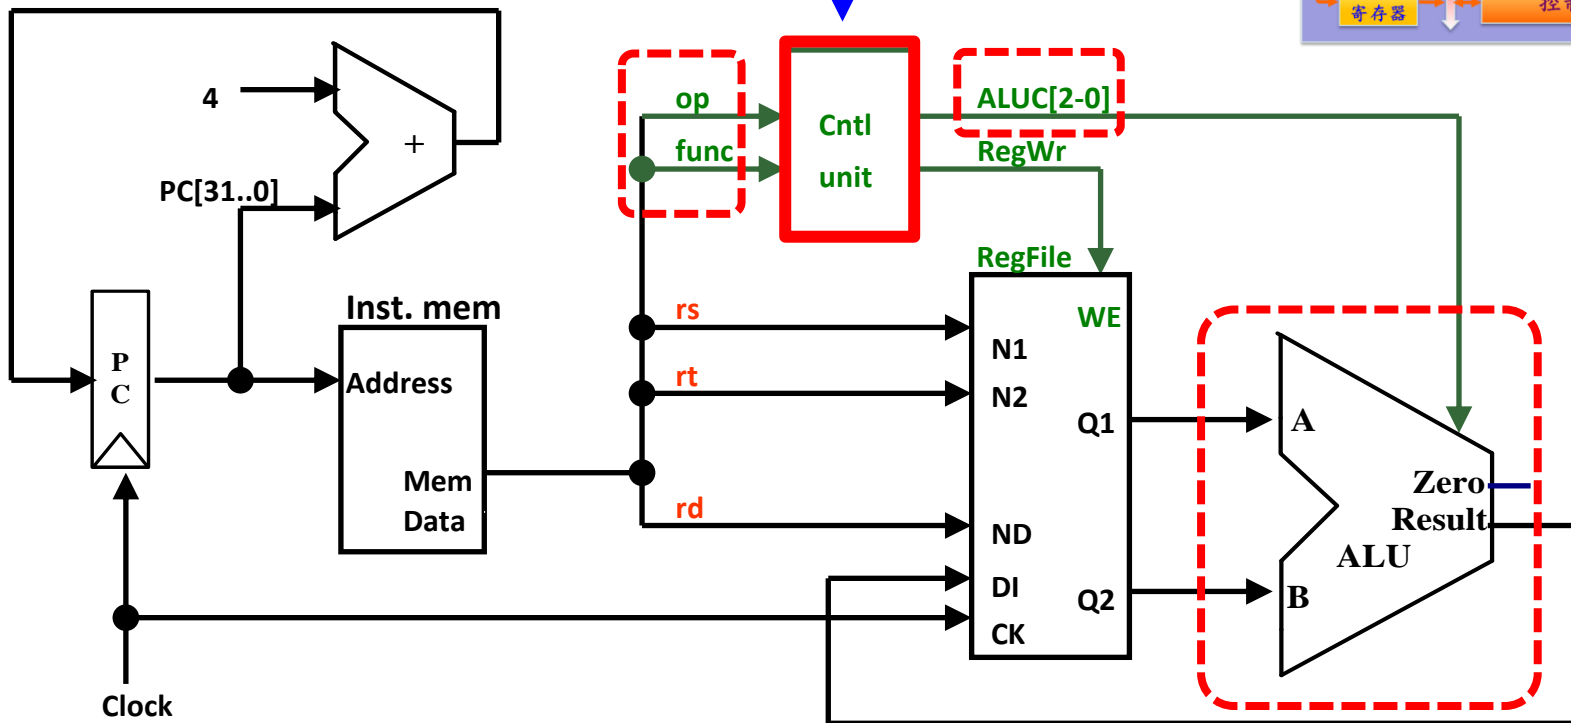 寄存器
4
+
PC[31..0]
op
func
Cntl
unit
ALUC[2-0]
RegWr
RegFile
P
C
Inst. mem
Address
Mem
Data
rs
rt
rd
WE
N1
N2
Q1
ND
DI
Q2
CK
A
Zero
Result
ALU
B
Clock